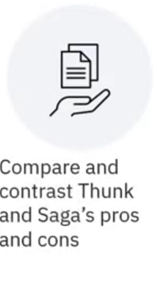 Compare and
contrast Thunk
and Saga's pros
and cons